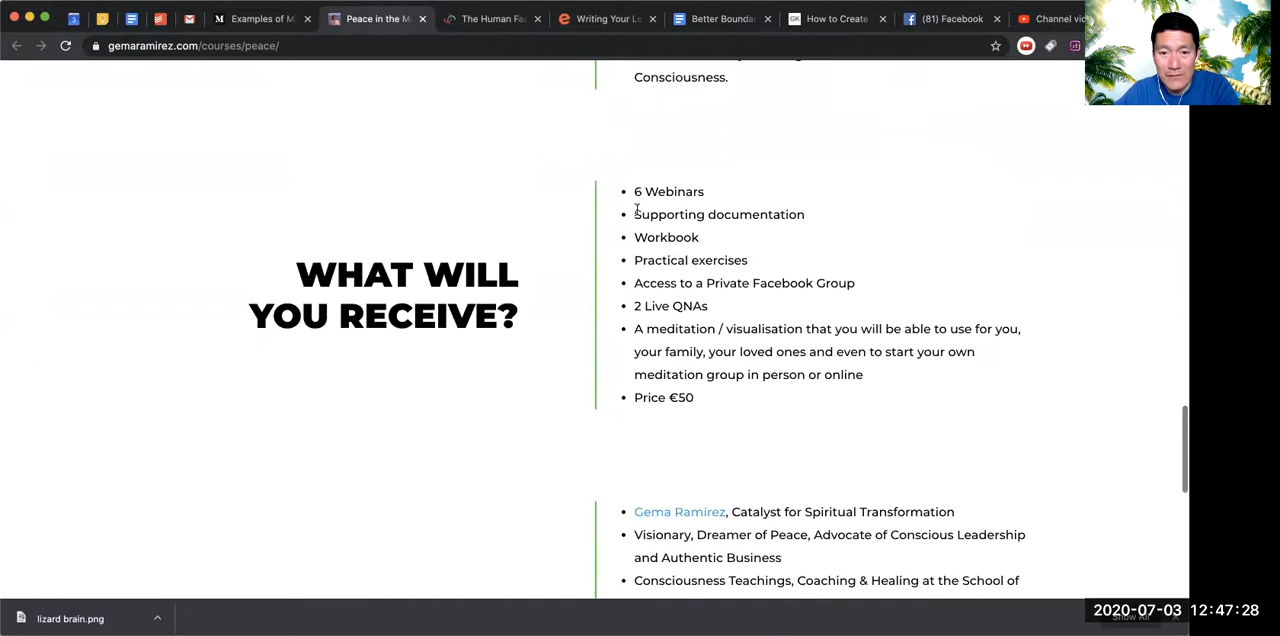 Examples of M
Peace in the M
The Human Fac
Writing Your Le
Better Bounda
How to Create
(81) Facebook
Channel vid
gemaramirez.com/courses/peace/
Consciousness.
WHAT WILL
YOU RECEIVE?
• 6 Webinars
• Supporting documentation
• Workbook
• Practical exercises
• Access to a Private Facebook Group
• 2 Live QNAs
• A meditation / visualisation that you will be able to use for you,
your family, your loved ones and even to start your own
meditation group in person or online
• Price €50
• Gema Ramírez, Catalyst for Spiritual Transformation
• Visionary, Dreamer of Peace, Advocate of Conscious Leadership
and Authentic Business
• Consciousness Teachings, Coaching & Healing at the School of
lizard brain.png
Show All
2020-07-03 12:47:28